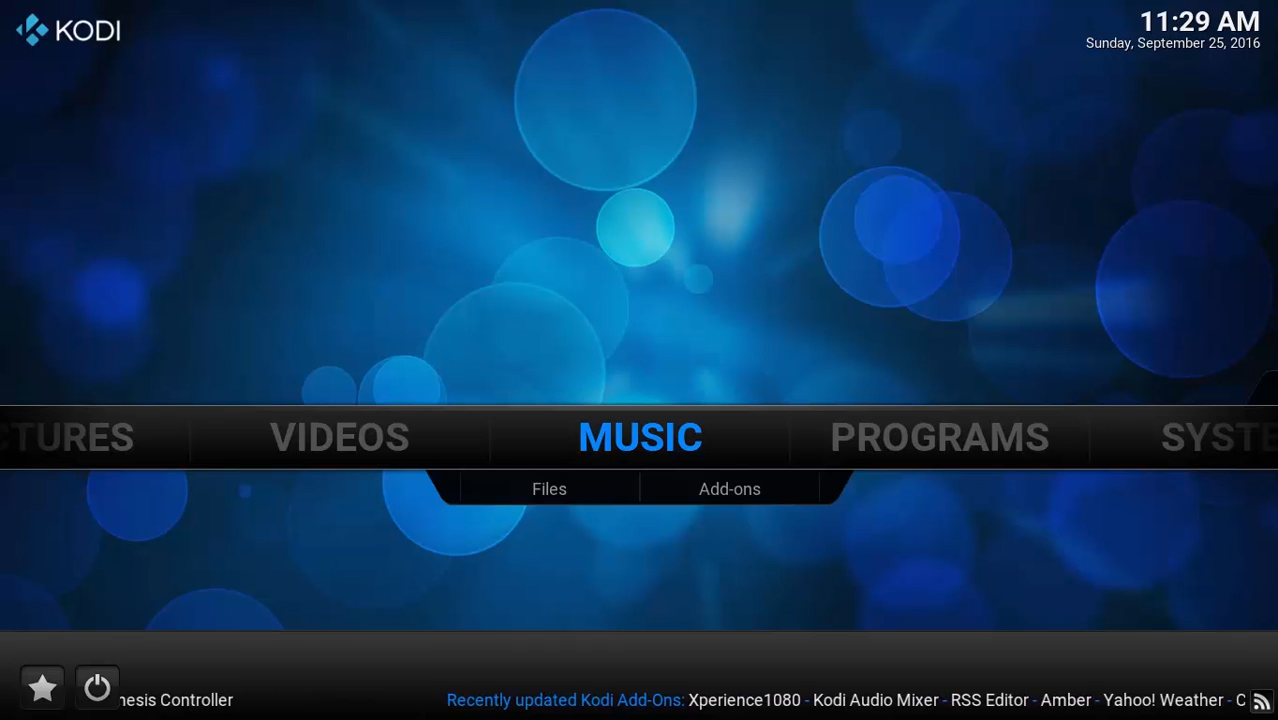 KODI
11:29 AM
Sunday, September 25, 2016
VIDEOS MUSIC PROGRAMS
Files Add-ons
Controller Recently updated Kodi Add-Ons: Xperience1080 - Kodi Audio Mixer - RSS Editor - Amber - Yahoo! Weather -